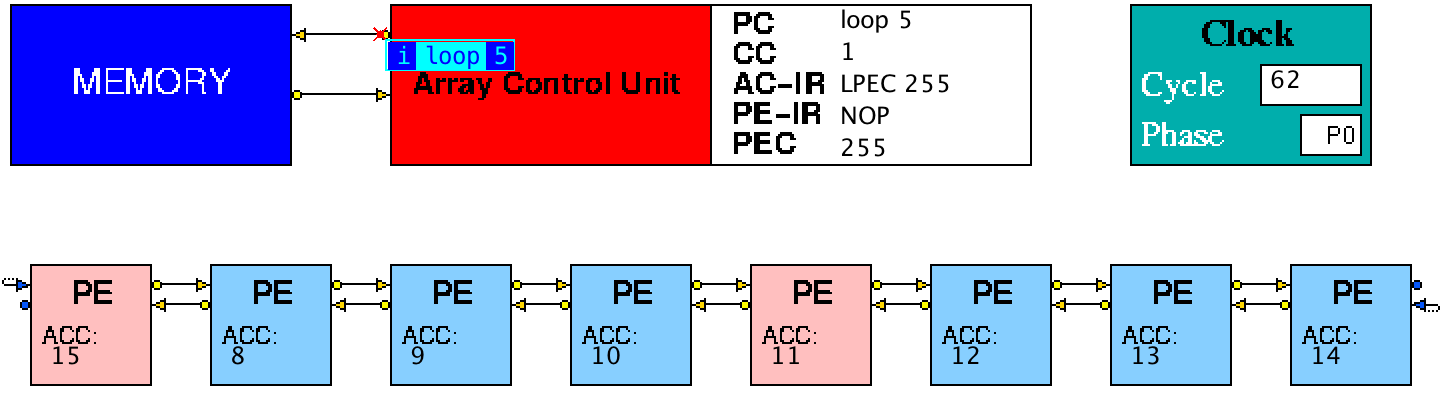 MEMORY
i loop 5
Array Control Unit
PC loop 5
CC 1
AC-IR LPEC 255
PE-IR NOP
PEC 255
Clock
Cycle 62
Phase P0
PE PE PE PE PE PE PE PE
ACC: ACC: ACC: ACC: ACC: ACC: ACC: ACC:
15 8 9 10 11 12 13 14